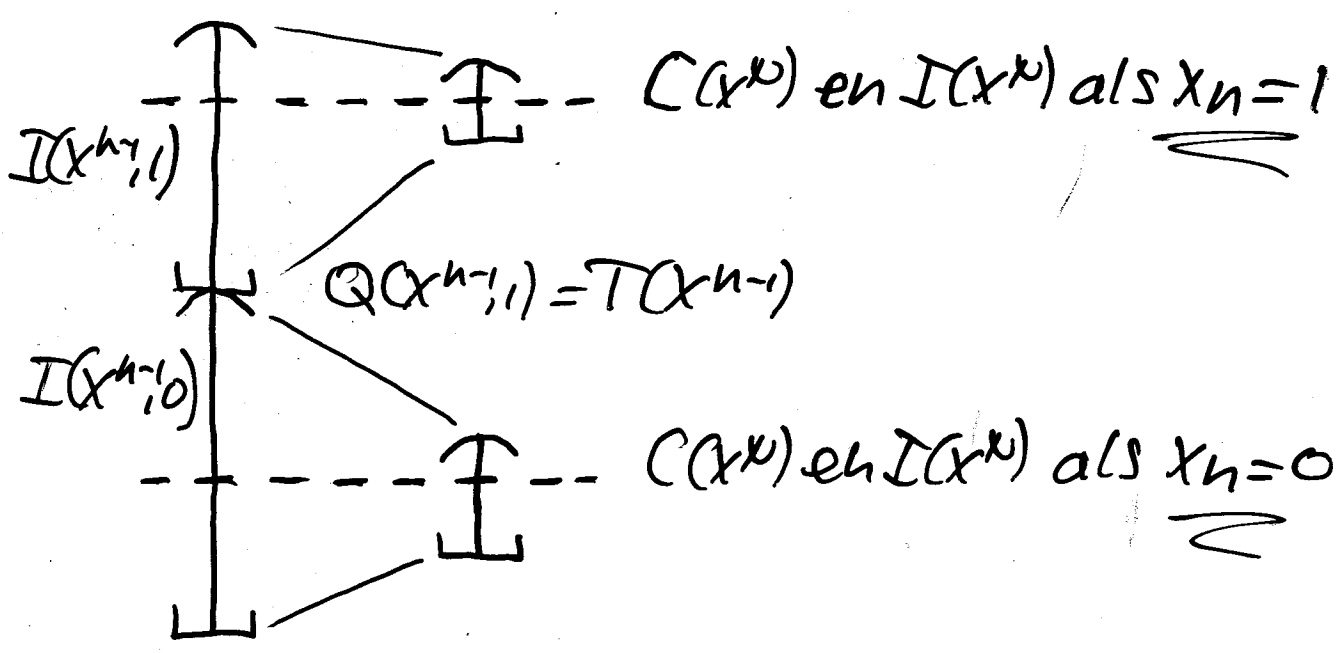 C(x^N) en I(x^N) als x_n=1
I(x^{n-1},1)
Q(x^{n-1},1)=T(x^{n-1})
I(x^{n-1},0)
C(x^N) en I(x^N) als x_n=0